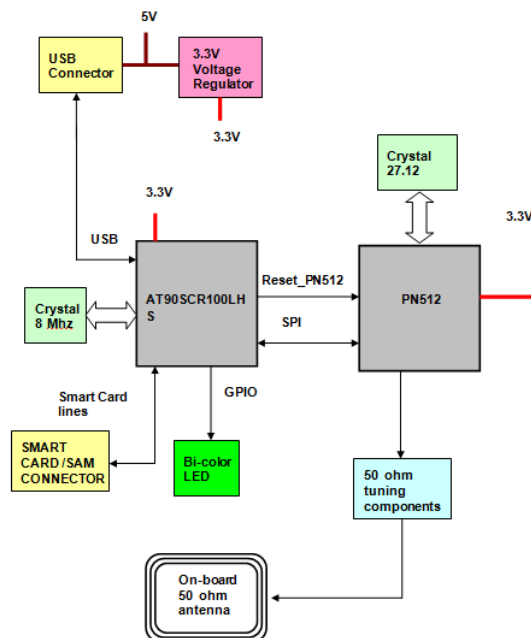 5V
USB
Connector
3.3V
Voltage
Regulator
3.3V
Crystal
27.12
3.3V
3.3V
USB
AT90SCR100LH
S
Reset_PN512
PN512
Crystal
8 Mhz
SPI
Smart Card
lines
GPIO
SMART
CARD/SAM
CONNECTOR
Bi-color
LED
50 ohm
tuning
components
On-board
50 ohm
antenna